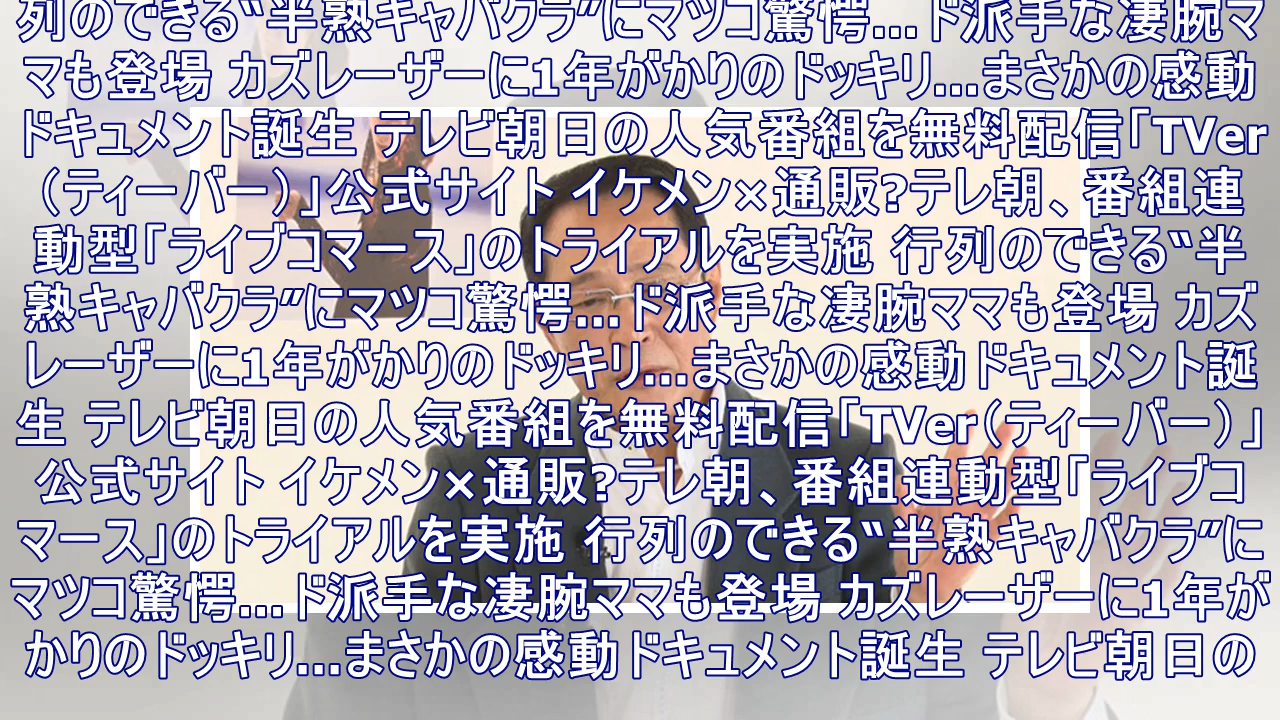 列のできる“半熟キャバクラ”にマツコ驚愕…ド派手な凄腕マ
マも登場 カズレーザーに1年がかりのドッキリ…まさかの感動
ドキュメント誕生 テレビ朝日の人気番組を無料配信「TVer
（ティーバー）」公式サイト イケメン×通販?テレ朝、番組連
動型「ライブコマース」のトライアルを実施 行列のできる“半
熟キャバクラ”にマツコ驚愕…ド派手な凄腕ママも登場 カズ
レーザーに1年がかりのドッキリ…まさかの感動ドキュメント誕
生 テレビ朝日の人気番組を無料配信「TVer（ティーバー）」
公式サイト イケメン×通販?テレ朝、番組連動型「ライブコ
マース」のトライアルを実施 行列のできる“半熟キャバクラ”に
マツコ驚愕…ド派手な凄腕ママも登場 カズレーザーに1年が
かりのドッキリ…まさかの感動ドキュメント誕生 テレビ朝日の